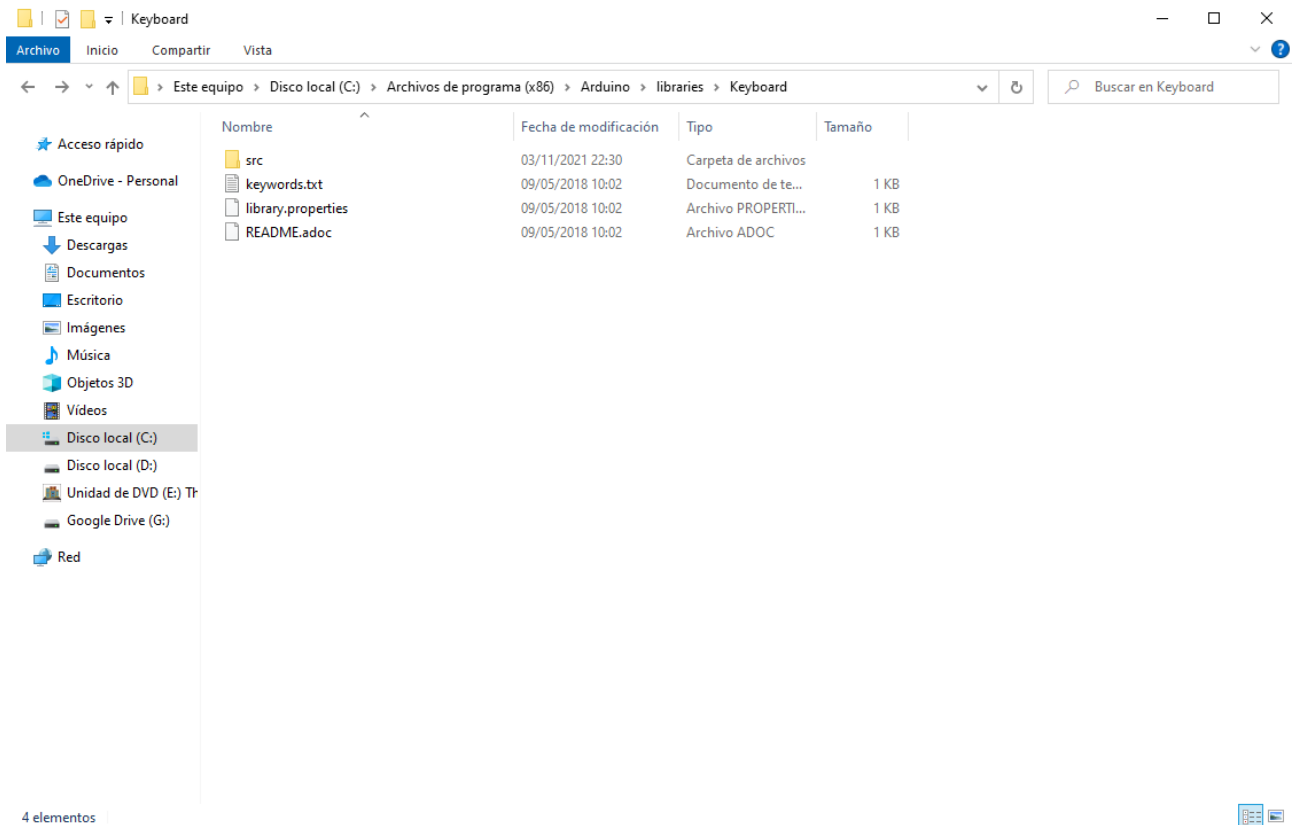 Keyboard
Archivo Inicio Compartir Vista
Este equipo Disco local (C:) Archivos de programa (x86) Arduino libraries Keyboard Buscar en Keyboard
Nombre Fecha de modificación Tipo Tamaño
Acceso rápido
OneDrive - Personal
Este equipo
Descargas
Documentos
Escritorio
Imágenes
Música
Objetos 3D
Vídeos
Disco local (C:)
Disco local (D:)
Unidad de DVD (E:) Th
Google Drive (G:)
Red
src 03/11/2021 22:30 Carpeta de archivos
keywords.txt 09/05/2018 10:02 Documento de te... 1 KB
library.properties 09/05/2018 10:02 Archivo PROPERTI... 1 KB
README.adoc 09/05/2018 10:02 Archivo ADOC 1 KB
4 elementos